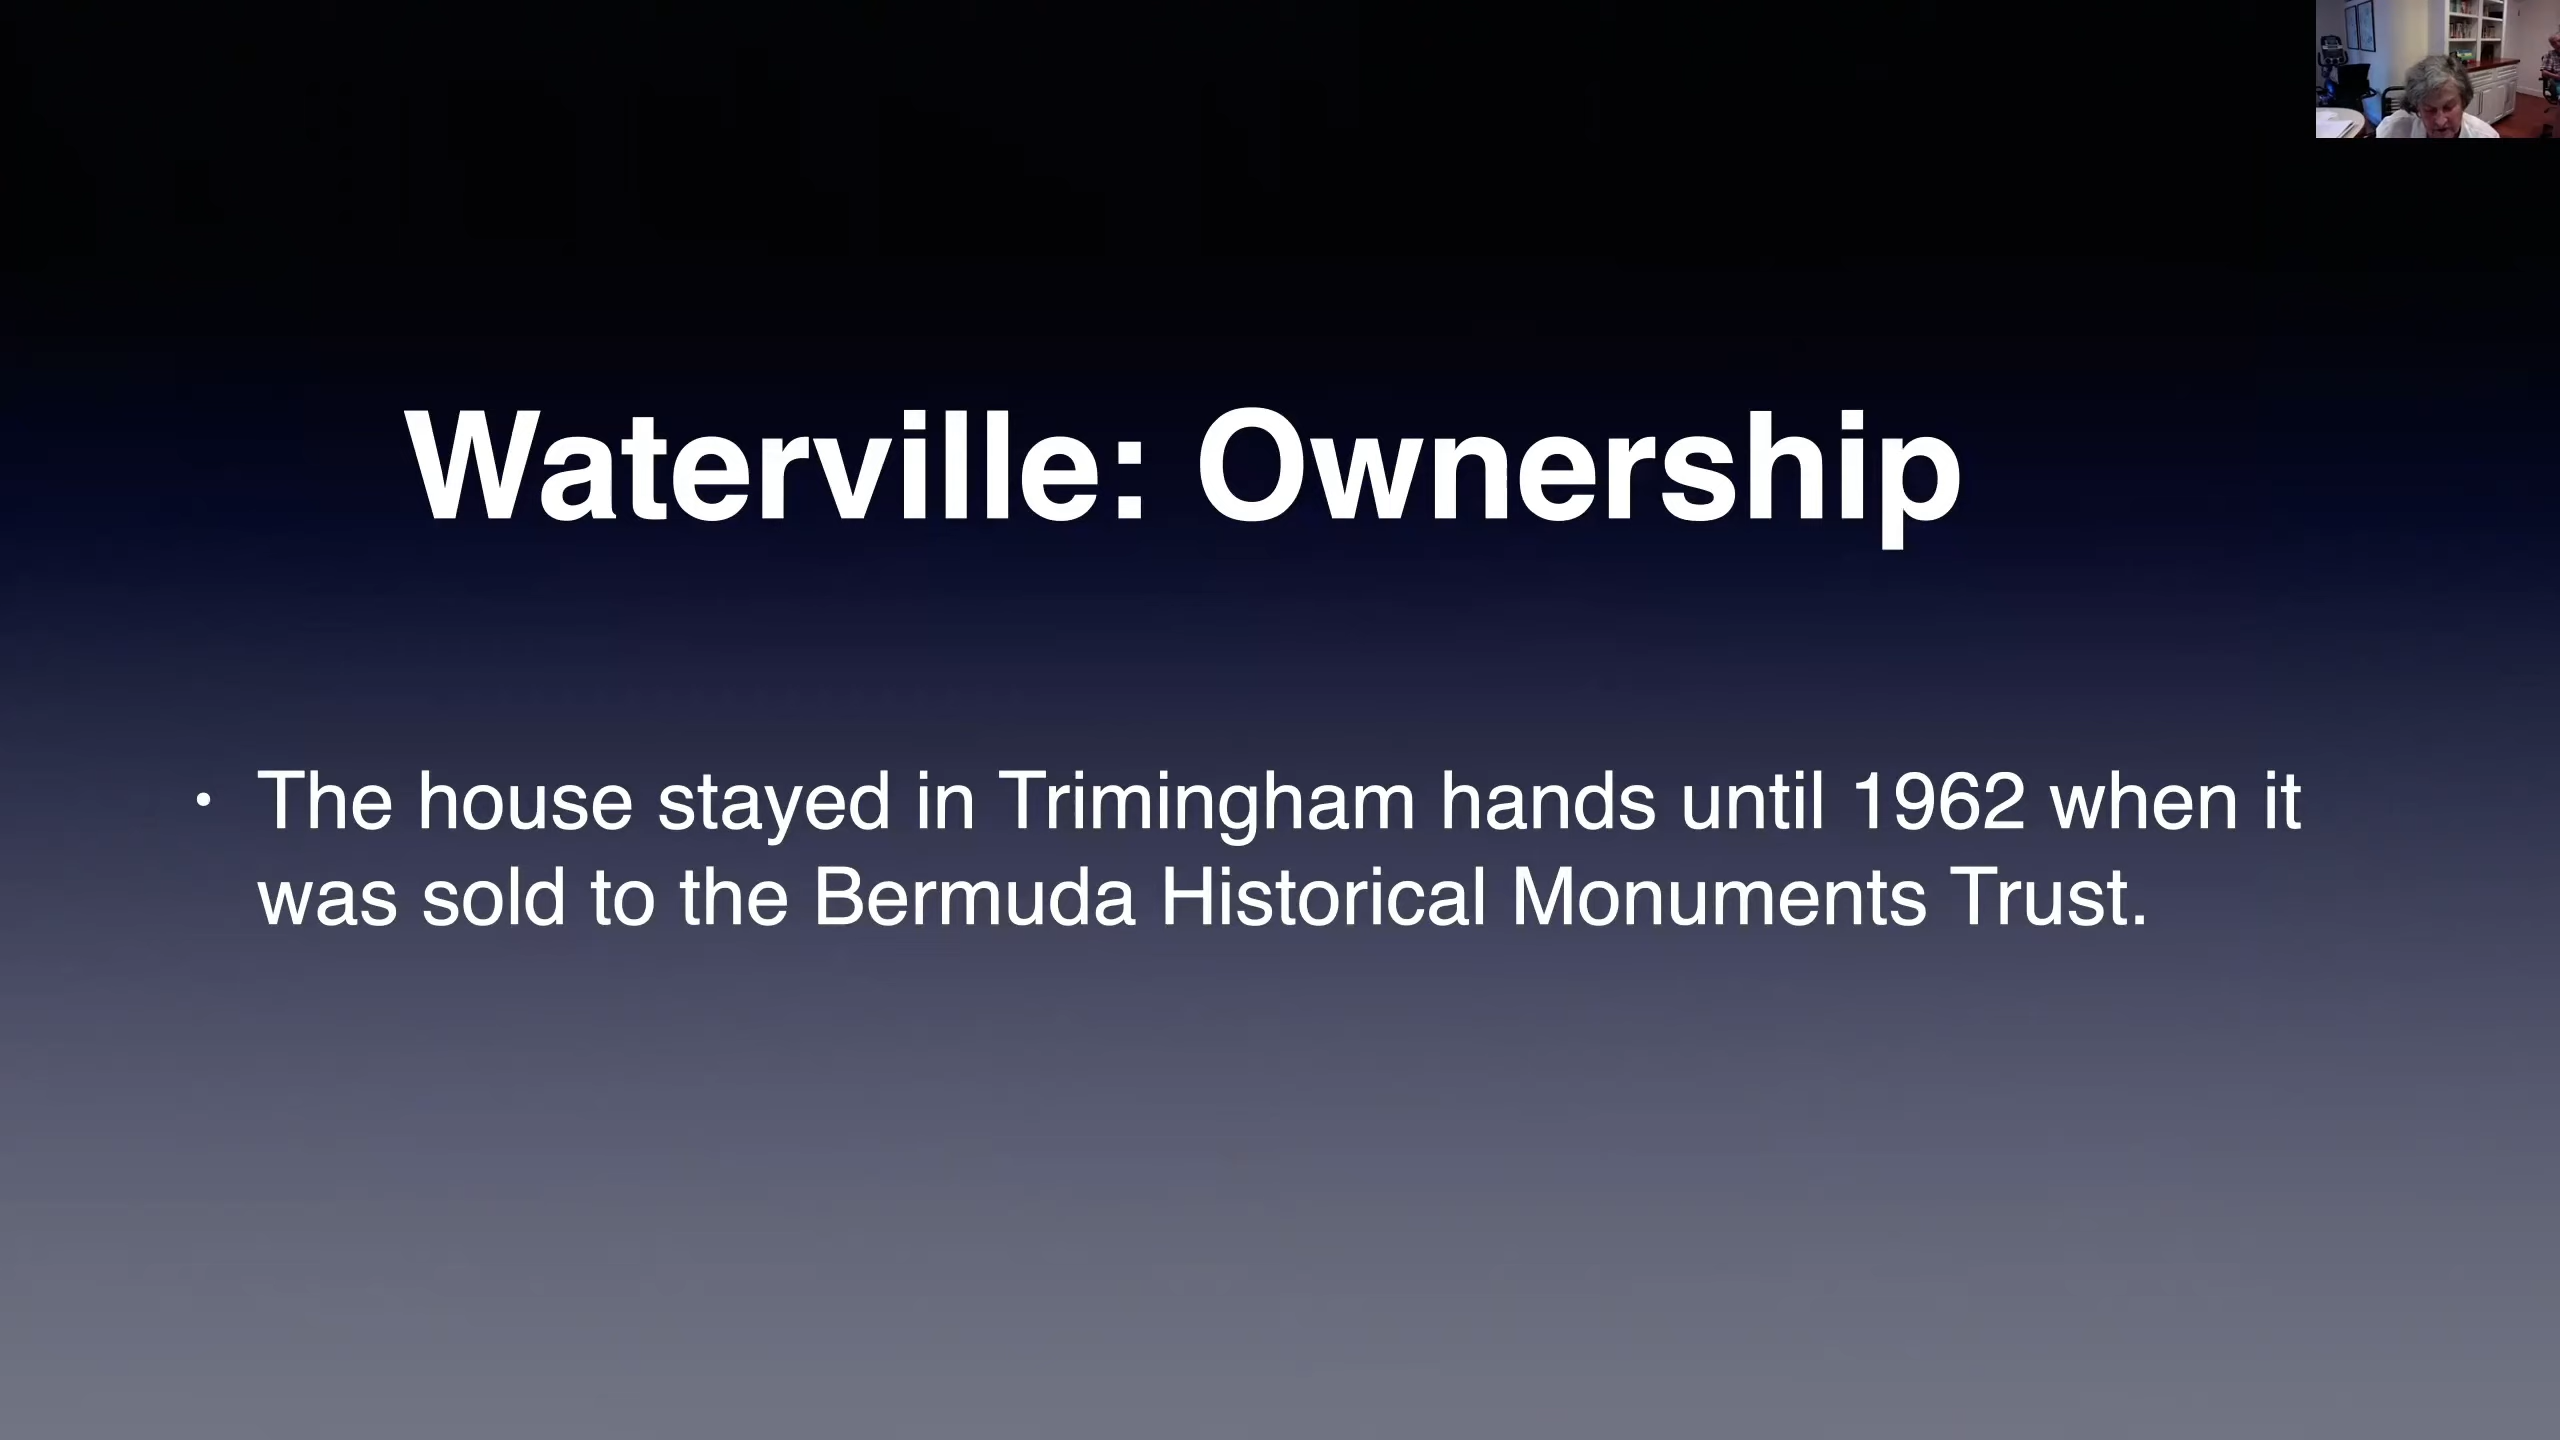 Waterville: Ownership
• The house stayed in Trimingham hands until 1962 when it
was sold to the Bermuda Historical Monuments Trust.